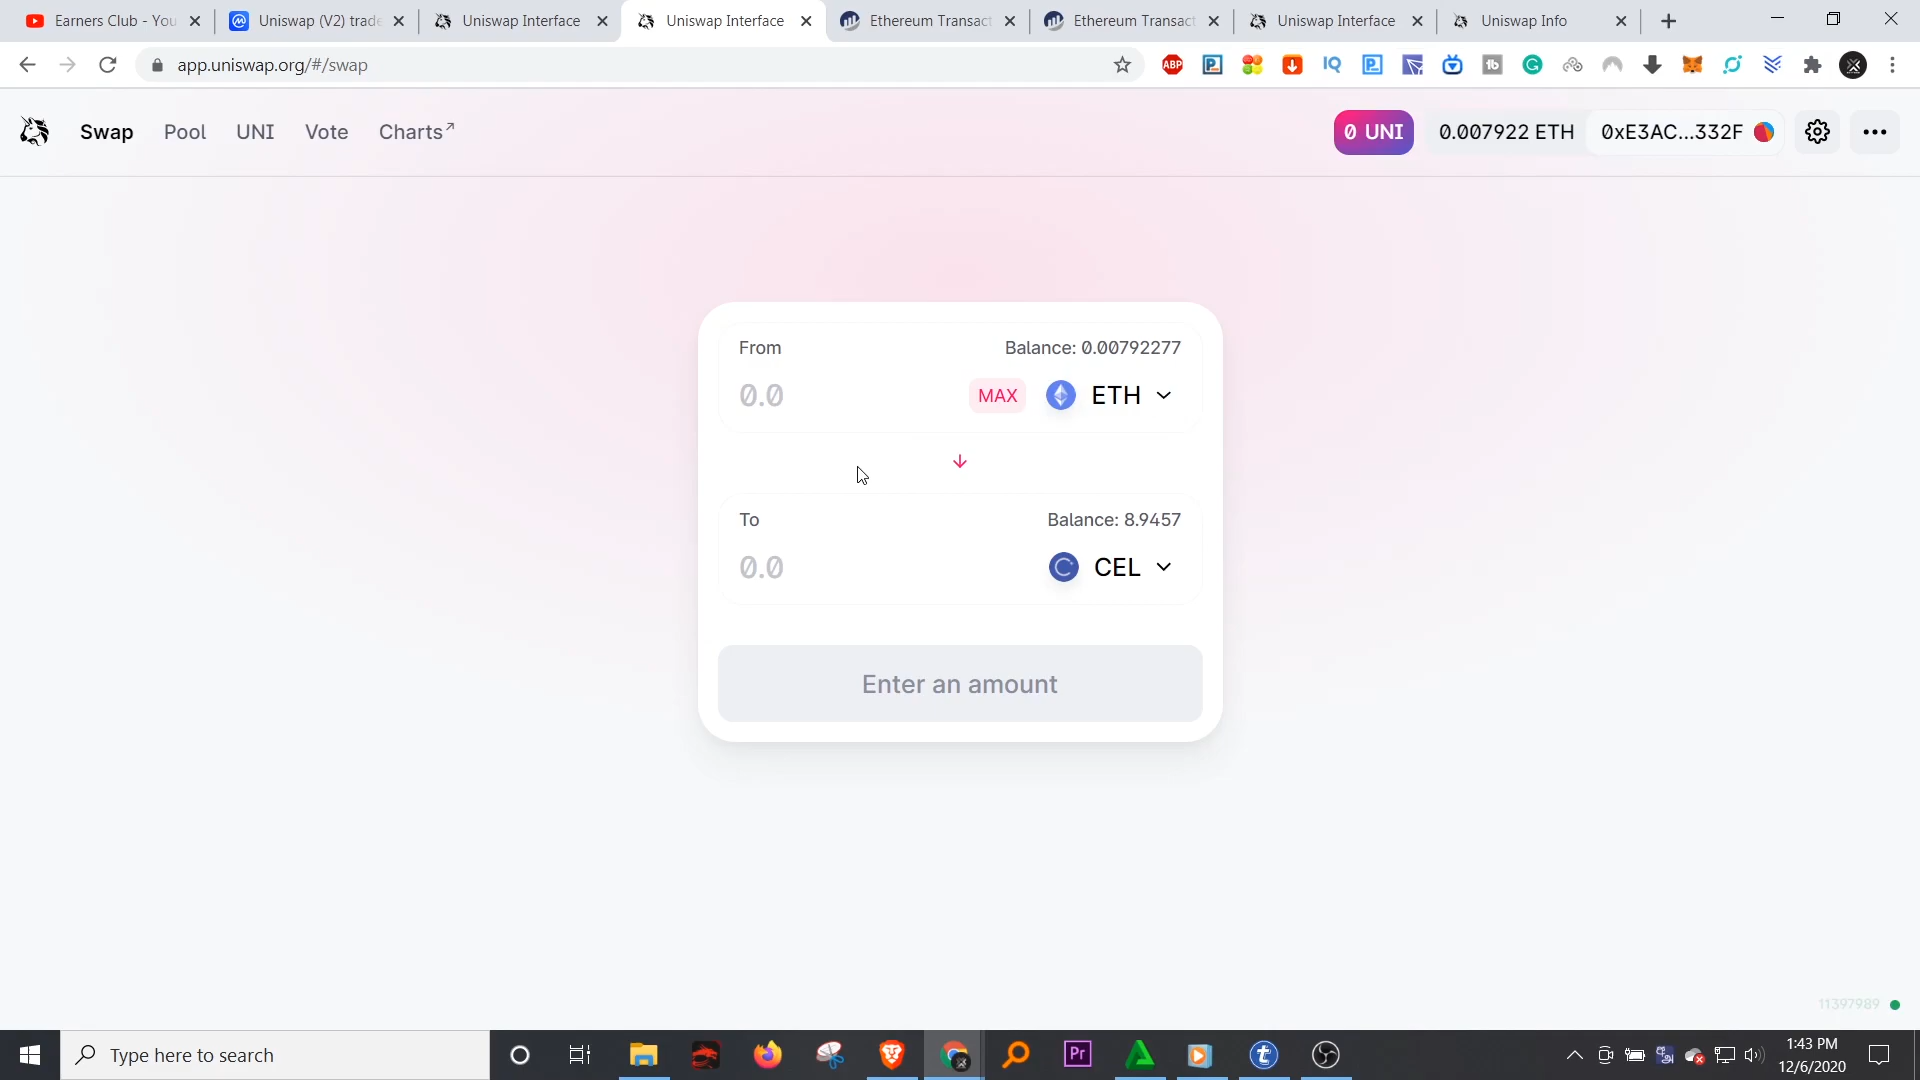 Earners Club - You
Uniswap (V2) trade
Uniswap Interface
Uniswap Interface
Ethereum Transact
Ethereum Transact
Uniswap Interface
Uniswap Info
app.uniswap.org/#/swap
ABP
IQ
Swap
Pool
UNI
Vote
Charts↗
0 UNI
0.007922 ETH
0xE3AC...332F
From
Balance: 0.00792277
0.0
MAX
ETH
To
Balance: 8.9457
0.0
CEL
Enter an amount
11397989
Type here to search
Pr
1:43 PM
12/6/2020